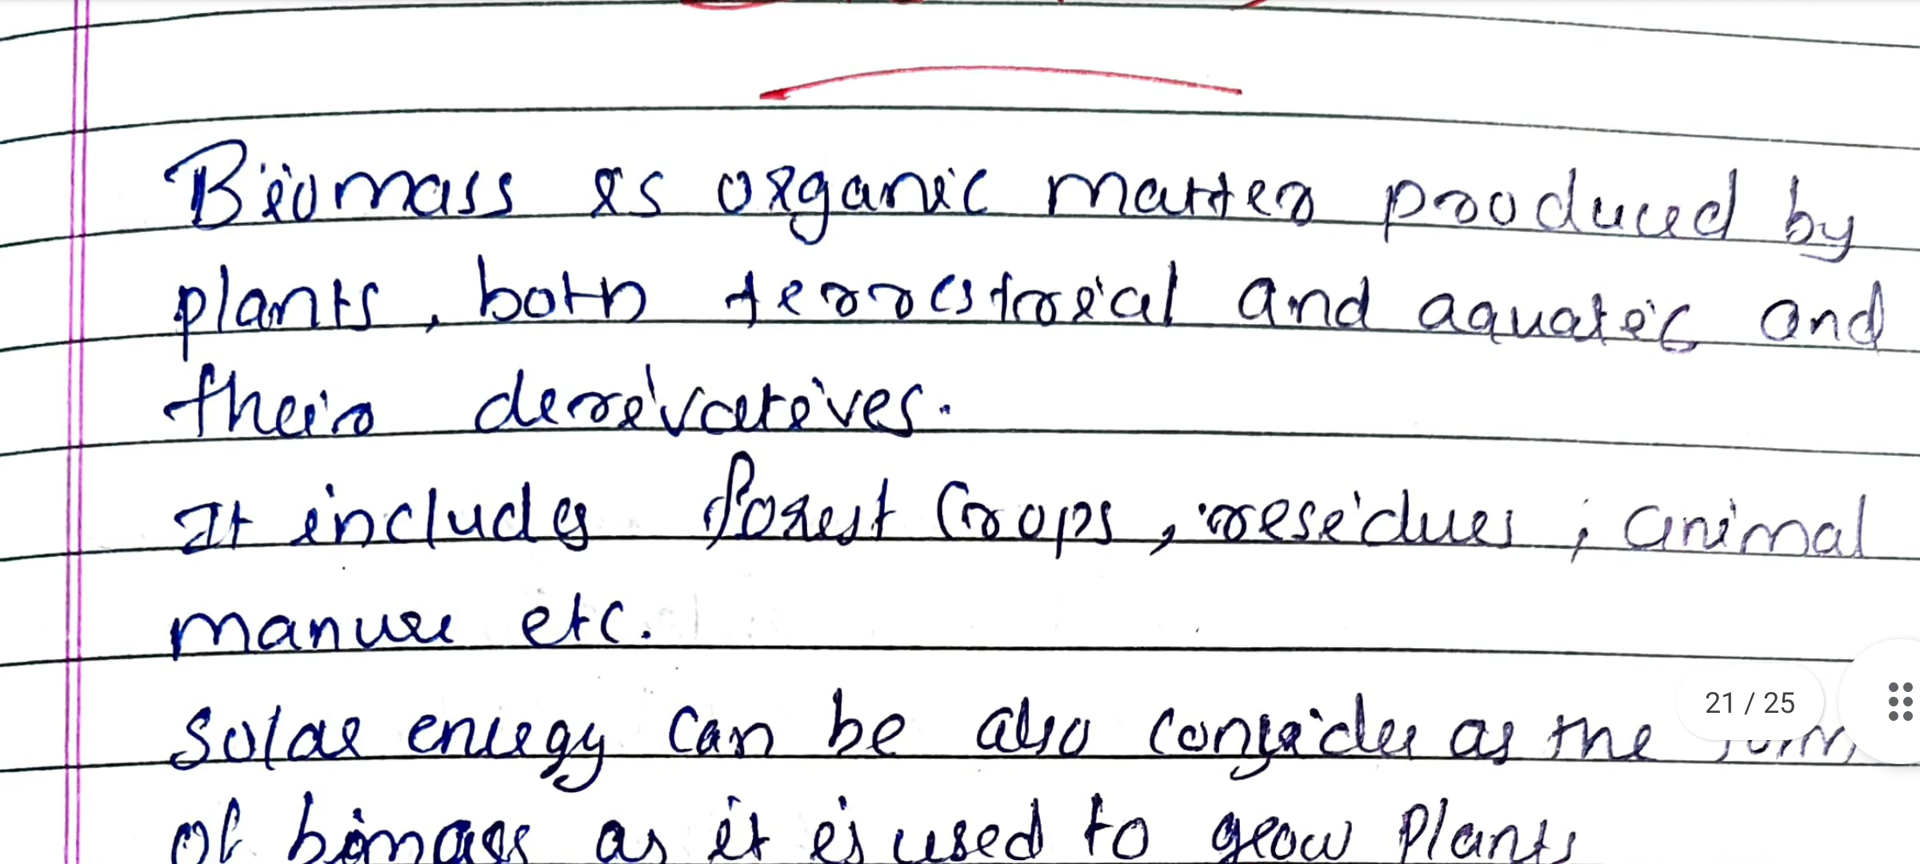 Biomass is organic matter produced by
plants, both terrestrial and aquatic and
their derivatives.
It includes forest crops, residues, animal
manure etc.
Solar energy can be also consider as the form
of bimass as it is used to grow plants
21 / 25